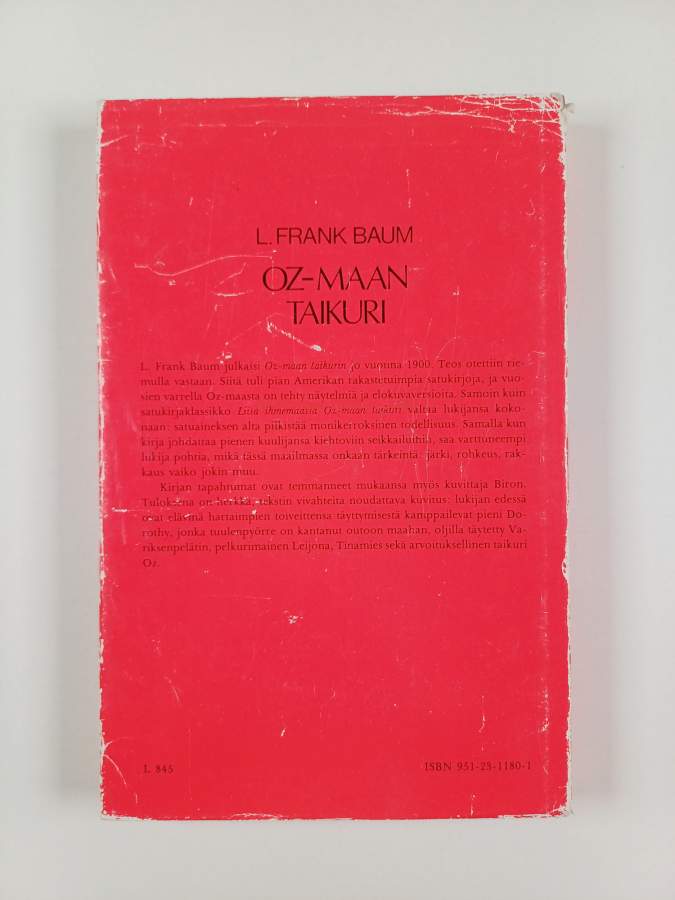 L. FRANK BAUM
OZ-MAAN
TAIKURI
L. Frank Baum julkaisi Oz-maan taikurin jo vuonna 1900. Teos otettiin rie-
mulla vastaan. Siitä tuli pian Amerikan rakastetuimpia satukirjoja, ja vuo-
sien varrella Oz-maasta on tehty näytelmiä ja elokuvaversioita. Samoin kuin
satukirjaklassikko Liisa ihmemaassa Oz-maan taikuri valtaa lukijansa koko-
naan: satuaineksen alta pilkistää monikerroksinen todellisuus. Samalla kun
kirja johdattaa pienen kuulijansa kiehtoviin seikkailuihin, saa varttuneempi
lukija pohtia, mikä tässä maailmassa onkaan tärkeintä: järki, rohkeus, rak-
kaus vaiko jokin muu.
Kirjan tapahtumat ovat temmanneet mukaansa myös kuvittaja Biron.
Tuloksena on herkkä, tekstin vivahteita noudattava kuvitus: lukijan edessä
ovat elävinä hartaimpien toiveittensa täyttymisestä kamppailevat pieni Do-
rothy, jonka tuulenpyörre on kantanut outoon maahan, oljilla täytetty Va-
riksenpelätin, pelkurimainen Leijona, Tinamies sekä arvoituksellinen taikuri
Oz.
L 845
ISBN 951-23-1180-1